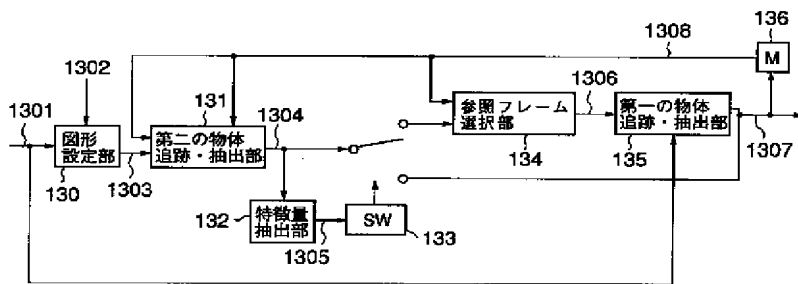 136
1308
M
1302
1301
131
1304
1306
図形
設定部
第二の物体
追跡・抽出部
参照フレーム
選択部
第一の物体
追跡・抽出部
130
1303
134
135
1307
132
特徴量
抽出部
1305
SW
133